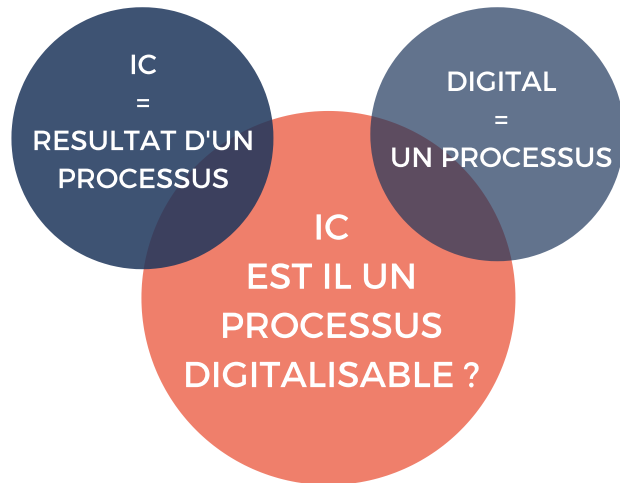 IC
=
RESULTAT D'UN
PROCESSUS
DIGITAL
=
UN PROCESSUS
IC
EST IL UN
PROCESSUS
DIGITALISABLE ?